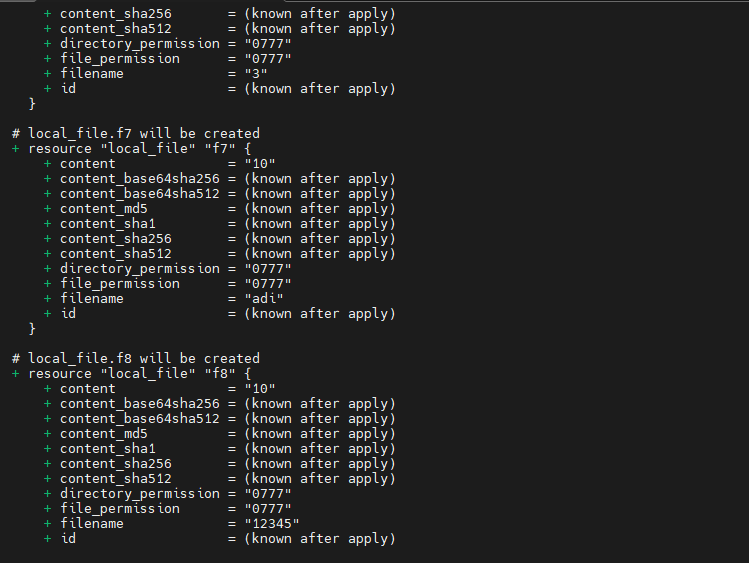 + content_sha256       = (known after apply)
+ content_sha512       = (known after apply)
+ directory_permission = "0777"
+ file_permission      = "0777"
+ filename             = "3"
+ id                   = (known after apply)
}
# local_file.f7 will be created
+ resource "local_file" "f7" {
+ content              = "10"
+ content_base64sha256 = (known after apply)
+ content_base64sha512 = (known after apply)
+ content_md5          = (known after apply)
+ content_sha1         = (known after apply)
+ content_sha256       = (known after apply)
+ content_sha512       = (known after apply)
+ directory_permission = "0777"
+ file_permission      = "0777"
+ filename             = "adi"
+ id                   = (known after apply)
}
# local_file.f8 will be created
+ resource "local_file" "f8" {
+ content              = "10"
+ content_base64sha256 = (known after apply)
+ content_base64sha512 = (known after apply)
+ content_md5          = (known after apply)
+ content_sha1         = (known after apply)
+ content_sha256       = (known after apply)
+ content_sha512       = (known after apply)
+ directory_permission = "0777"
+ file_permission      = "0777"
+ filename             = "12345"
+ id                   = (known after apply)